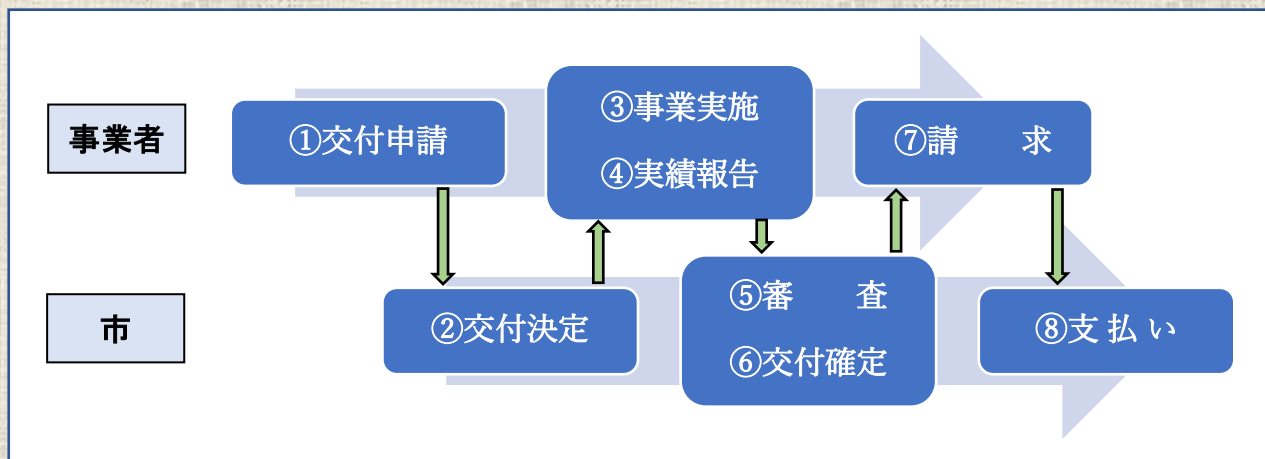 事業者
①交付申請
③事業実施
④実績報告
⑦請　　求
市
②交付決定
⑤審　　査
⑥交付確定
⑧支 払 い